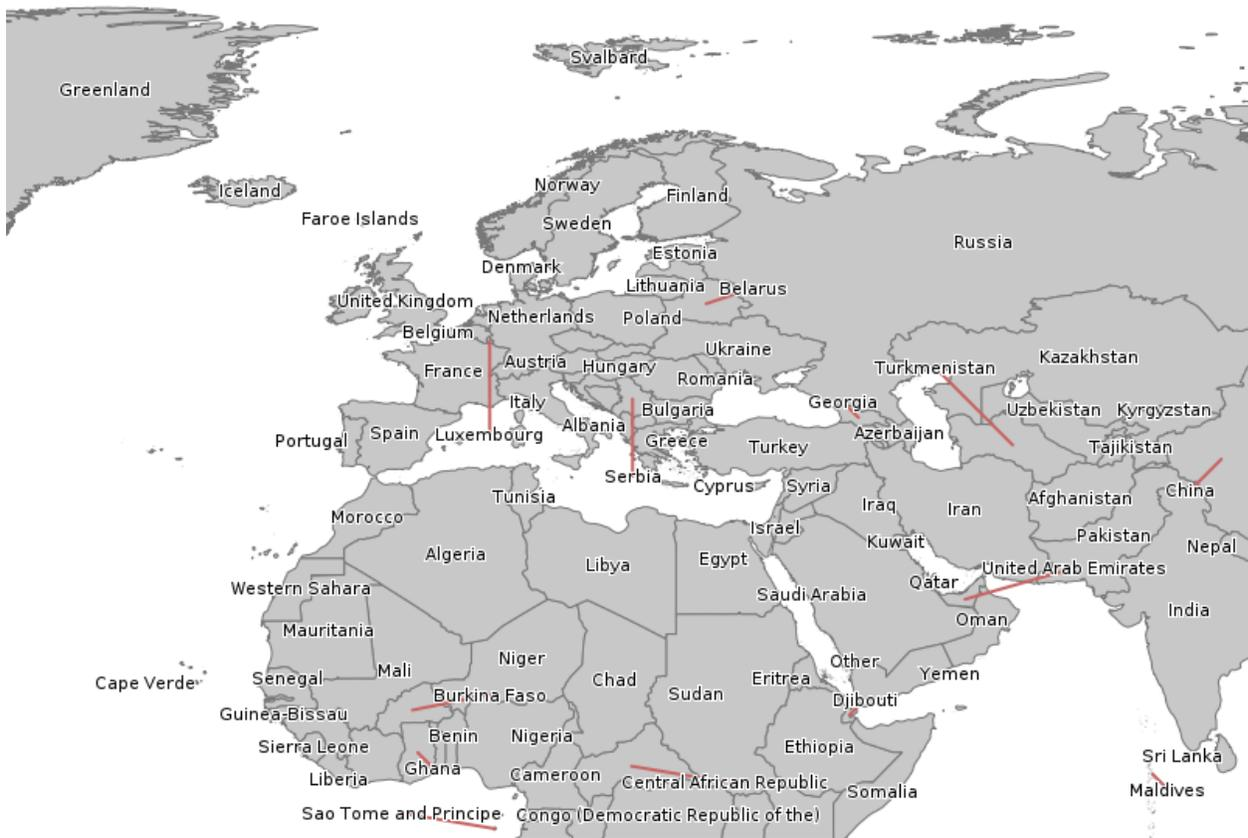 Svalbard
Greenland
Norway
Iceland
Finland
Faroe Islands
Sweden
Russia
Estonia
Denmark
Lithuania
Belarus
United Kingdom
Netherlands
Poland
Belgium
Ukraine
Kazakhstan
Austria
Hungary
Turkmenistan
France
Romania
Italy
Georgia
Bulgaria
Uzbekistan
Kyrgyzstan
Albania
Portugal
Spain
Luxembourg
Greece
Turkey
Azerbaijan
Tajikistan
Serbia
Cyprus
Syria
China
Tunisia
Afghanistan
Iraq
Iran
Morocco
Israel
Pakistan
Kuwait
Nepal
Algeria
Libya
Egypt
United Arab Emirates
Qatar
Western Sahara
Saudi Arabia
India
Oman
Mauritania
Niger
Other
Mali
Yemen
Senegal
Chad
Eritrea
Cape Verde
Burkina Faso
Sudan
Djibouti
Guinea-Bissau
Benin
Nigeria
Sierra Leone
Ethiopia
Sri Lanka
Ghana
Liberia
Cameroon
Central African Republic
Somalia
Maldives
Sao Tome and Principe
Congo (Democratic Republic of the)